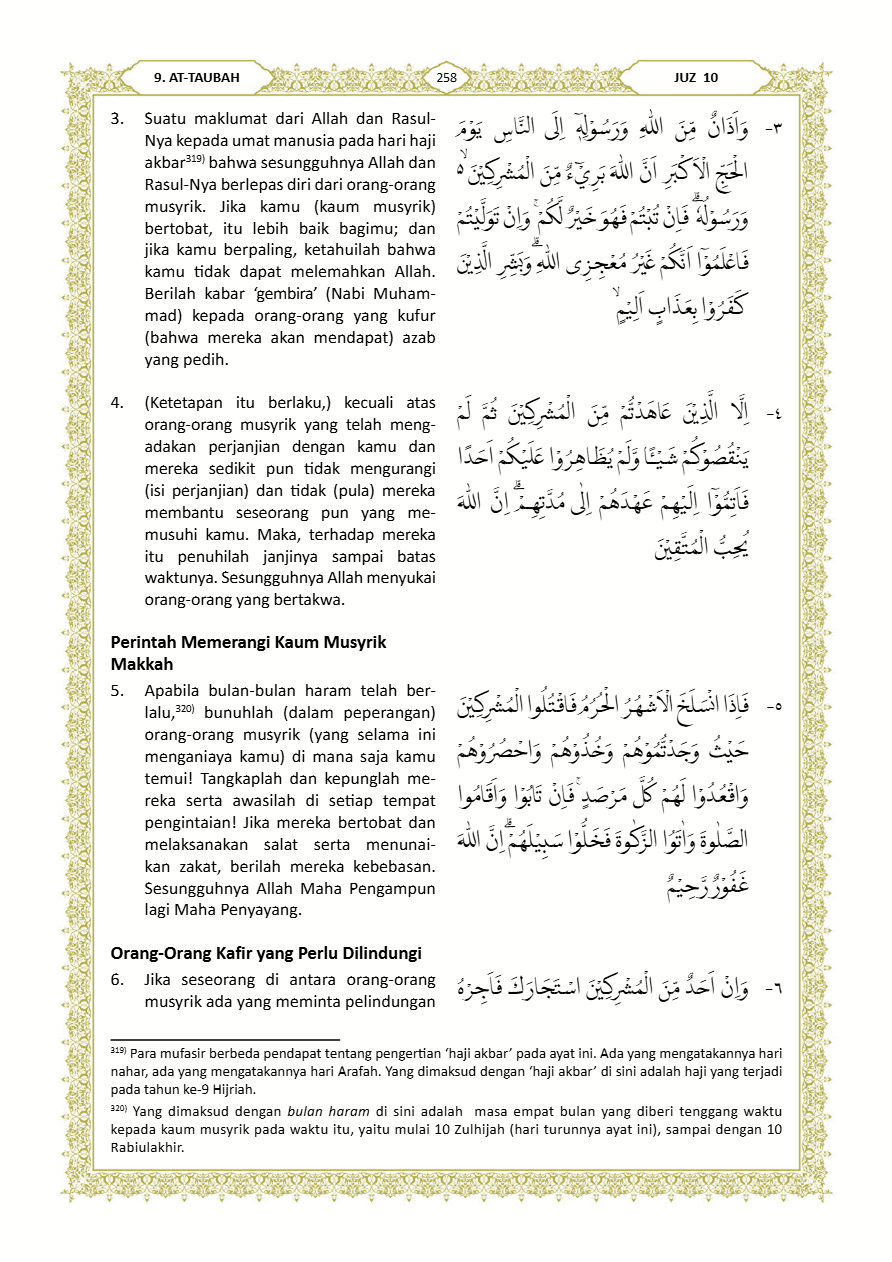 9. AT-TAUBAH
258
JUZ 10
3. Suatu maklumat dari Allah dan Rasul-
Nya kepada umat manusia pada hari haji
akbar319) bahwa sesungguhnya Allah dan
Rasul-Nya berlepas diri dari orang-orang
musyrik. Jika kamu (kaum musyrik)
bertobat, itu lebih baik bagimu; dan
jika kamu berpaling, ketahuilah bahwa
kamu tidak dapat melemahkan Allah.
Berilah kabar ‘gembira’ (Nabi Muham-
mad) kepada orang-orang yang kufur
(bahwa mereka akan mendapat) azab
yang pedih.
٣- وَاَذَانٌ مِّنَ اللّٰهِ وَرَسُوْلِهٖٓ اِلَى النَّاسِ يَوْمَ
الْحَجِّ الْاَكْبَرِ اَنَّ اللّٰهَ بَرِيْۤءٌ مِّنَ الْمُشْرِكِيْنَ ۙ۵
وَرَسُوْلُهٗ ۗفَاِنْ تُبْتُمْ فَهُوَ خَيْرٌ لَّكُمْ ۚوَاِنْ تَوَلَّيْتُمْ
فَاعْلَمُوْٓا اَنَّكُمْ غَيْرُ مُعْجِزِى اللّٰهِ ۗوَبَشِّرِ الَّذِيْنَ
كَفَرُوْا بِعَذَابٍ اَلِيْمٍ ۙ
4. (Ketetapan itu berlaku,) kecuali atas
orang-orang musyrik yang telah meng-
adakan perjanjian dengan kamu dan
mereka sedikit pun tidak mengurangi
(isi perjanjian) dan tidak (pula) mereka
membantu seseorang pun yang me-
musuhi kamu. Maka, terhadap mereka
itu penuhilah janjinya sampai batas
waktunya. Sesungguhnya Allah menyukai
orang-orang yang bertakwa.
٤- اِلَّا الَّذِيْنَ عَاهَدْتُّمْ مِّنَ الْمُشْرِكِيْنَ ثُمَّ لَمْ
يَنْقُصُوْكُمْ شَيْـًٔا وَّلَمْ يُظَاهِرُوْا عَلَيْكُمْ اَحَدًا
فَاَتِمُّوْٓا اِلَيْهِمْ عَهْدَهُمْ اِلٰى مُدَّتِهِمْۗ اِنَّ اللّٰهَ
يُحِبُّ الْمُتَّقِيْنَ
Perintah Memerangi Kaum Musyrik
Makkah
5. Apabila bulan-bulan haram telah ber-
lalu,320) bunuhlah (dalam peperangan)
orang-orang musyrik (yang selama ini
menganiaya kamu) di mana saja kamu
temui! Tangkaplah dan kepunglah me-
reka serta awasilah di setiap tempat
pengintaian! Jika mereka bertobat dan
melaksanakan salat serta menunai-
kan zakat, berilah mereka kebebasan.
Sesungguhnya Allah Maha Pengampun
lagi Maha Penyayang.
٥- فَاِذَا انْسَلَخَ الْاَشْهُرُ الْحُرُمُ فَاقْتُلُوا الْمُشْرِكِيْنَ
حَيْثُ وَجَدْتُّمُوْهُمْ وَخُذُوْهُمْ وَاحْصُرُوْهُمْ
وَاقْعُدُوْا لَهُمْ كُلَّ مَرْصَدٍ ۚفَاِنْ تَابُوْا وَاَقَامُوا
الصَّلٰوةَ وَاٰتَوُا الزَّكٰوةَ فَخَلُّوْا سَبِيْلَهُمْۗ اِنَّ اللّٰهَ
غَفُوْرٌ رَّحِيْمٌ
Orang-Orang Kafir yang Perlu Dilindungi
6. Jika seseorang di antara orang-orang
musyrik ada yang meminta pelindungan
٦- وَاِنْ اَحَدٌ مِّنَ الْمُشْرِكِيْنَ اسْتَجَارَكَ فَاَجِرْهُ
319) Para mufasir berbeda pendapat tentang pengertian ‘haji akbar’ pada ayat ini. Ada yang mengatakannya hari
nahar, ada yang mengatakannya hari Arafah. Yang dimaksud dengan ‘haji akbar’ di sini adalah haji yang terjadi
pada tahun ke-9 Hijriah.
320) Yang dimaksud dengan bulan haram di sini adalah masa empat bulan yang diberi tenggang waktu
kepada kaum musyrik pada waktu itu, yaitu mulai 10 Zulhijah (hari turunnya ayat ini), sampai dengan 10
Rabiulakhir.